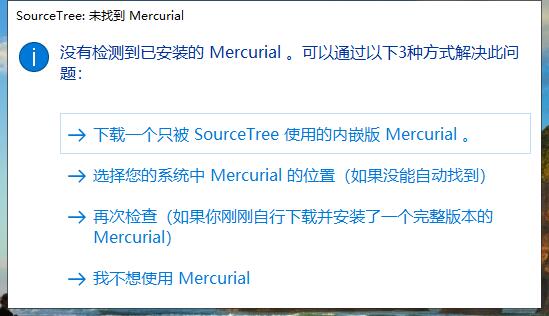 SourceTree: 未找到 Mercurial
没有检测到已安装的 Mercurial 。可以通过以下3种方式解决此问
题：
下载一个只被 SourceTree 使用的内嵌版 Mercurial 。
选择您的系统中 Mercurial 的位置（如果没能自动找到）
再次检查（如果你刚刚自行下载并安装了一个完整版本的
Mercurial）
我不想使用 Mercurial